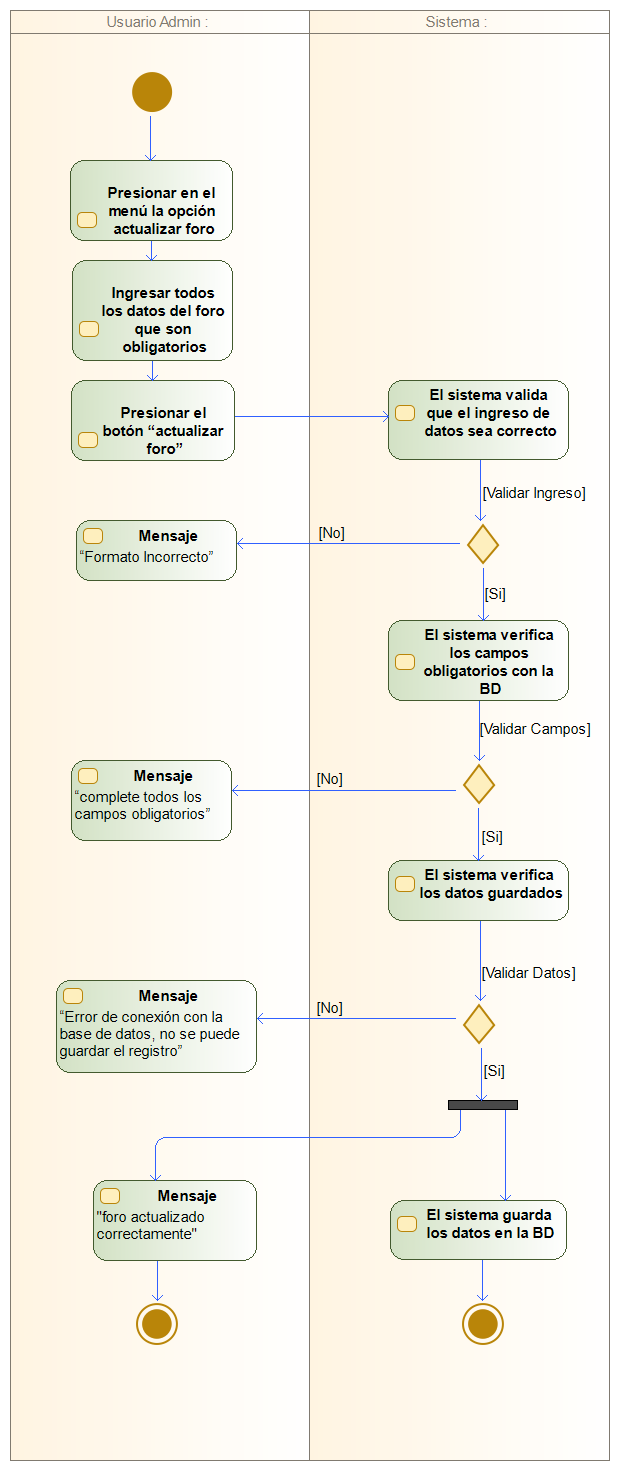 Usuario Admin :
Sistema :
Presionar en el
menú la opción
actualizar foro
Ingresar todos
los datos del foro
que son
obligatorios
Presionar el
botón “actualizar
foro”
El sistema valida
que el ingreso de
datos sea correcto
[Validar Ingreso]
[No]
Mensaje
“Formato Incorrecto”
[Si]
El sistema verifica
los campos
obligatorios con la
BD
[Validar Campos]
[No]
Mensaje
“complete todos los
campos obligatorios”
[Si]
El sistema verifica
los datos guardados
[Validar Datos]
[No]
Mensaje
“Error de conexión con la
base de datos, no se puede
guardar el registro”
[Si]
Mensaje
"foro actualizado
correctamente"
El sistema guarda
los datos en la BD